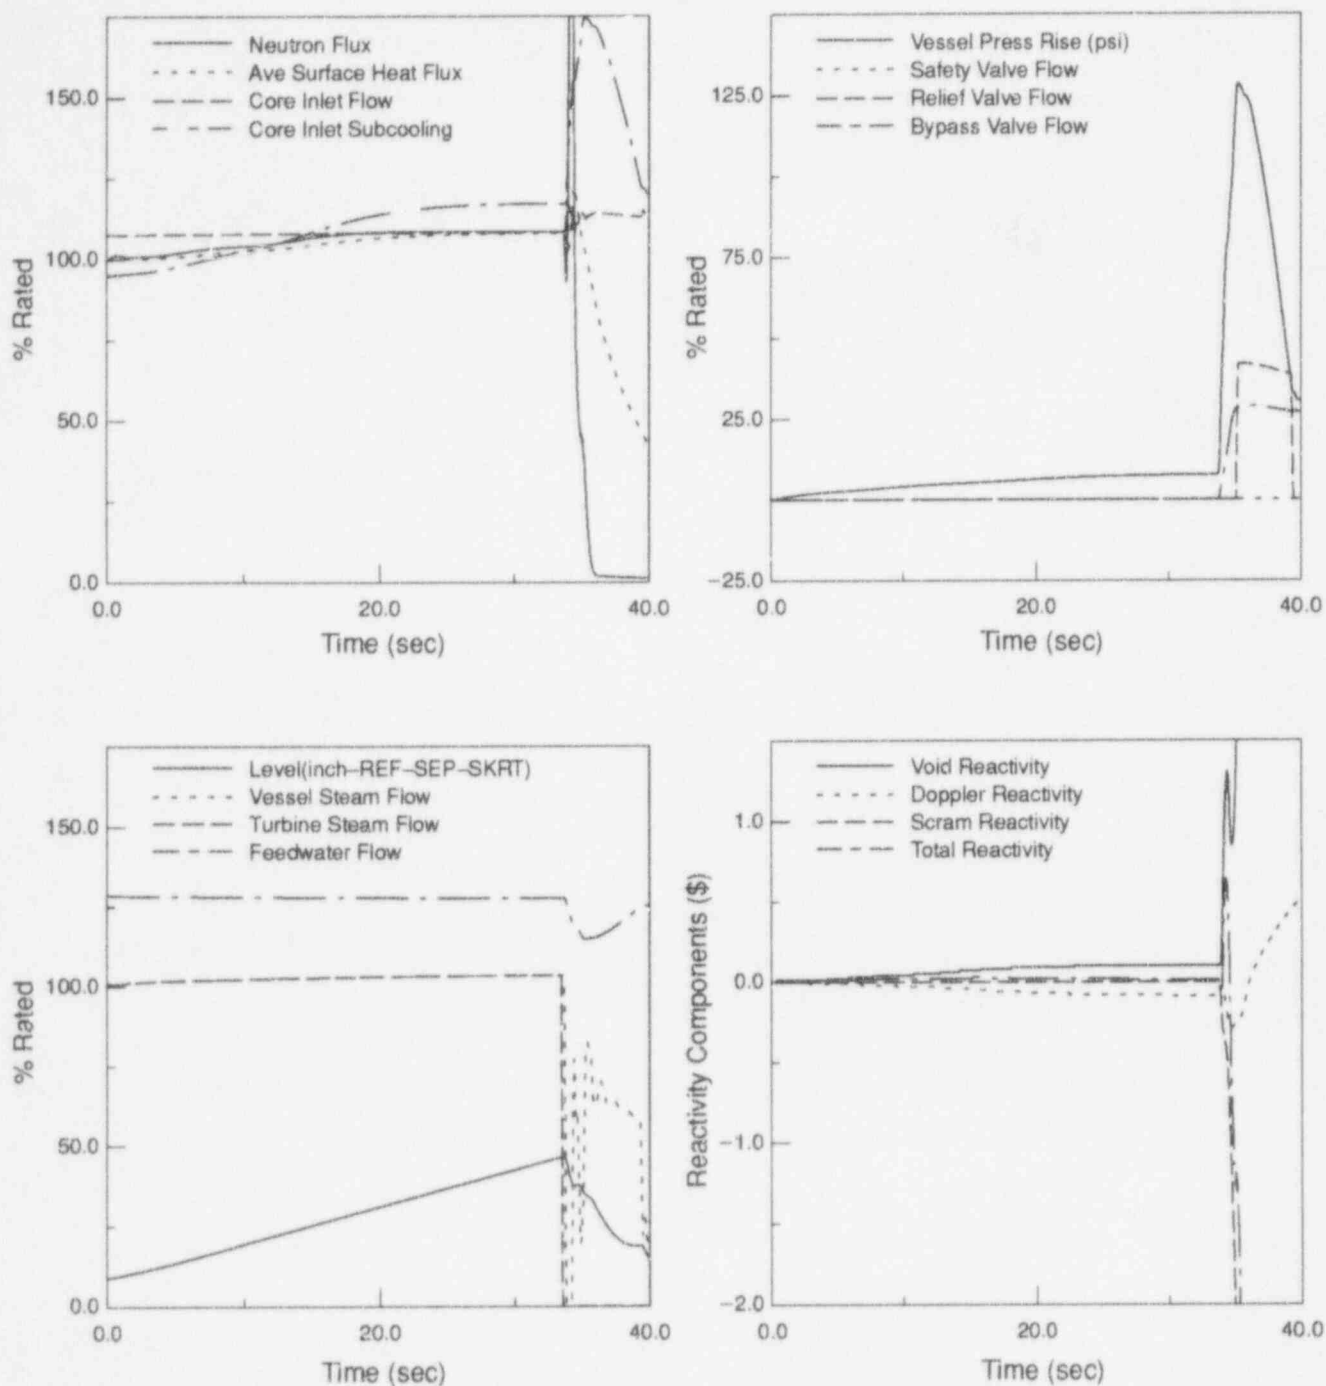 Neutron Flux
Ave Surface Heat Flux
Core Inlet Flow
Core Inlet Subcooling
150.0
100.0
50.0
0.0
% Rated
0.0
20.0
40.0
Time (sec)
Vessel Press Rise (psi)
Safety Valve Flow
Relief Valve Flow
Bypass Valve Flow
125.0
75.0
25.0
−25.0
% Rated
0.0
20.0
40.0
Time (sec)
Level(inch−REF−SEP−SKRT)
Vessel Steam Flow
Turbine Steam Flow
Feedwater Flow
150.0
100.0
50.0
0.0
% Rated
0.0
20.0
40.0
Time (sec)
Void Reactivity
Doppler Reactivity
Scram Reactivity
Total Reactivity
1.0
0.0
−1.0
−2.0
Reactivity Components ($)
0.0
20.0
40.0
Time (sec)